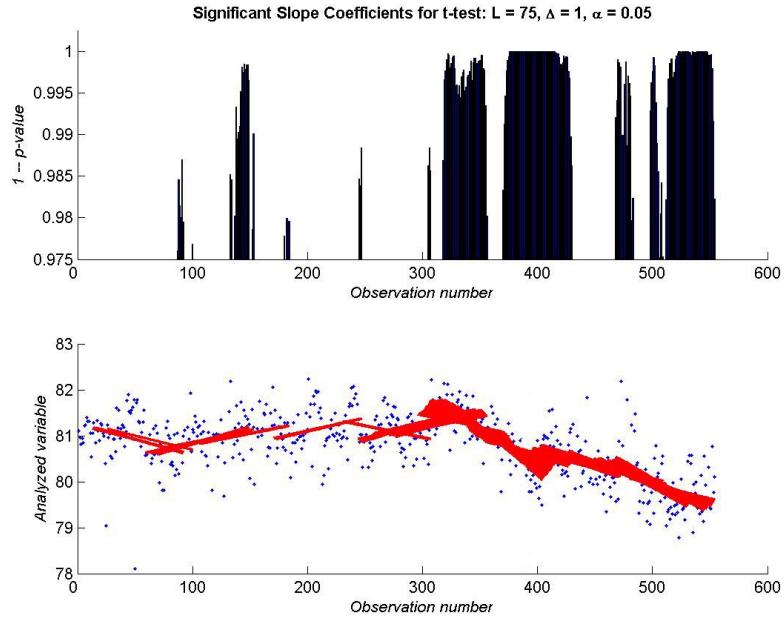 Significant Slope Coefficients for t-test: L = 75, Δ = 1, α = 0.05
1
0.995
0.99
0.985
0.98
0.975
1 -- p-value
0 100 200 300 400 500 600
Observation number
83
82
81
80
79
78
Analyzed variable
0 100 200 300 400 500 600
Observation number